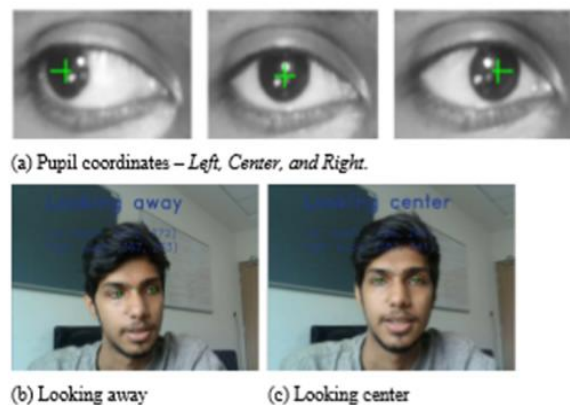 (a) Pupil coordinates – Left, Center, and Right.
Looking away
Looking center
(b) Looking away
(c) Looking center